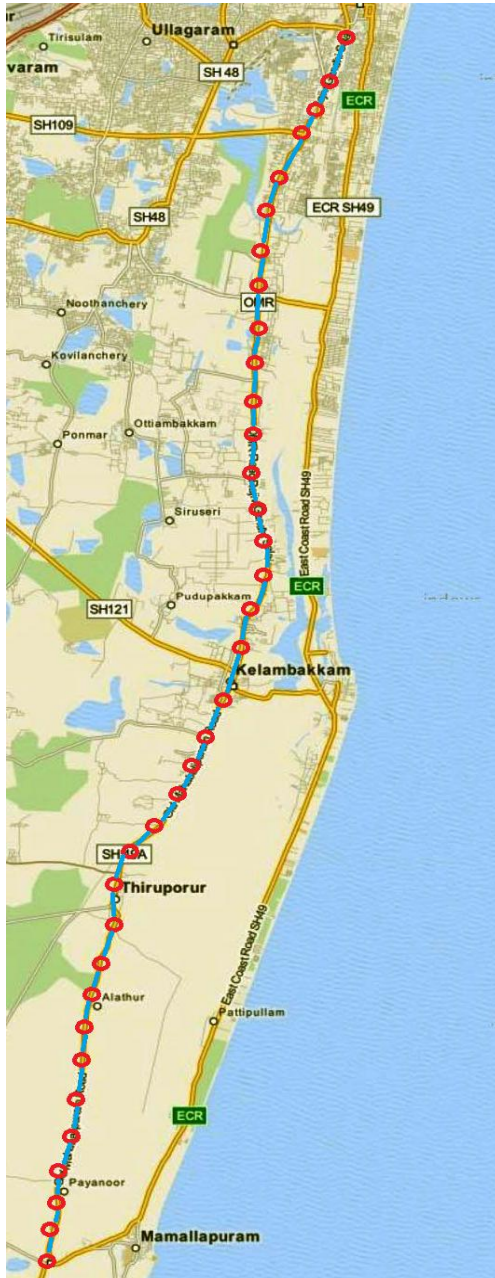 ur
Tirisulam
Ullagaram
varam
SH 48
ECR
SH109
ECR SH49
SH48
OMR
Noothanchery
Kovilanchery
Ottiambakkam
Ponmar
Siruseri
East Coast Road SH49
ECR
Pudupakkam
SH121
Kelambakkam
Thiruporur
East Coast Road SH49
Alathur
Pattipullam
ECR
Payanoor
Mamallapuram